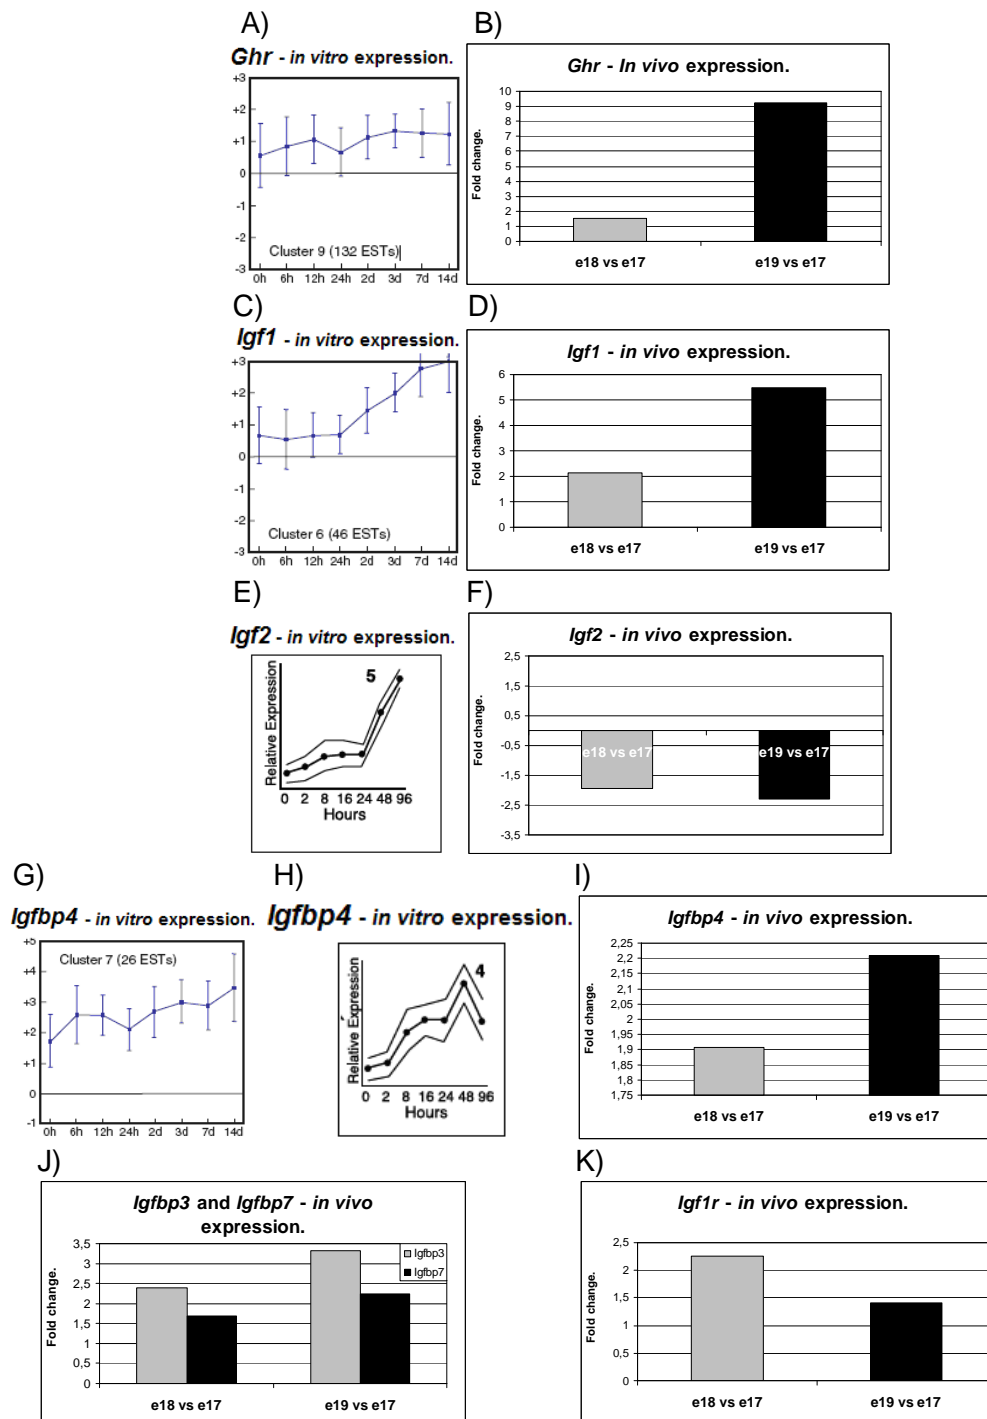 A)
Ghr - in vitro expression.
+3
+2
+1
0
-1
-2
-3
Cluster 9 (132 ESTs)
0h 6h 12h 24h 2d 3d 7d 14d
B)
Ghr - In vivo expression.
Fold change.
10
9
8
7
6
5
4
3
2
1
0
e18 vs e17 e19 vs e17
C)
Igf1 - in vitro expression.
+3
+2
+1
0
-1
-2
-3
Cluster 6 (46 ESTs)
0h 6h 12h 24h 2d 3d 7d 14d
D)
Igf1 - in vivo expression.
Fold change.
6
5
4
3
2
1
0
e18 vs e17 e19 vs e17
E)
Igf2 - in vitro expression.
5
Relative Expression
0 2 8 16 24 48 96
Hours
F)
Igf2 - in vivo expression.
Fold change.
2,5
1,5
0,5
-0,5
-1,5
-2,5
-3,5
e18 vs e17 e19 vs e17
G)
Igfbp4 - in vitro expression.
+5
+4
+3
+2
+1
0
-1
Cluster 7 (26 ESTs)
0h 6h 12h 24h 2d 3d 7d 14d
H)
Igfbp4 - in vitro expression.
4
Relative Expression
0 2 8 16 24 48 96
Hours
I)
Igfbp4 - in vivo expression.
Fold change.
2,25
2,2
2,15
2,1
2,05
2
1,95
1,9
1,85
1,8
1,75
e18 vs e17 e19 vs e17
J)
Igfbp3 and Igfbp7 - in vivo
expression.
Fold change.
3,5
3
2,5
2
1,5
1
0,5
0
Igfbp3
Igfbp7
e18 vs e17 e19 vs e17
K)
Igf1r - in vivo expression.
Fold change.
2,5
2
1,5
1
0,5
0
e18 vs e17 e19 vs e17